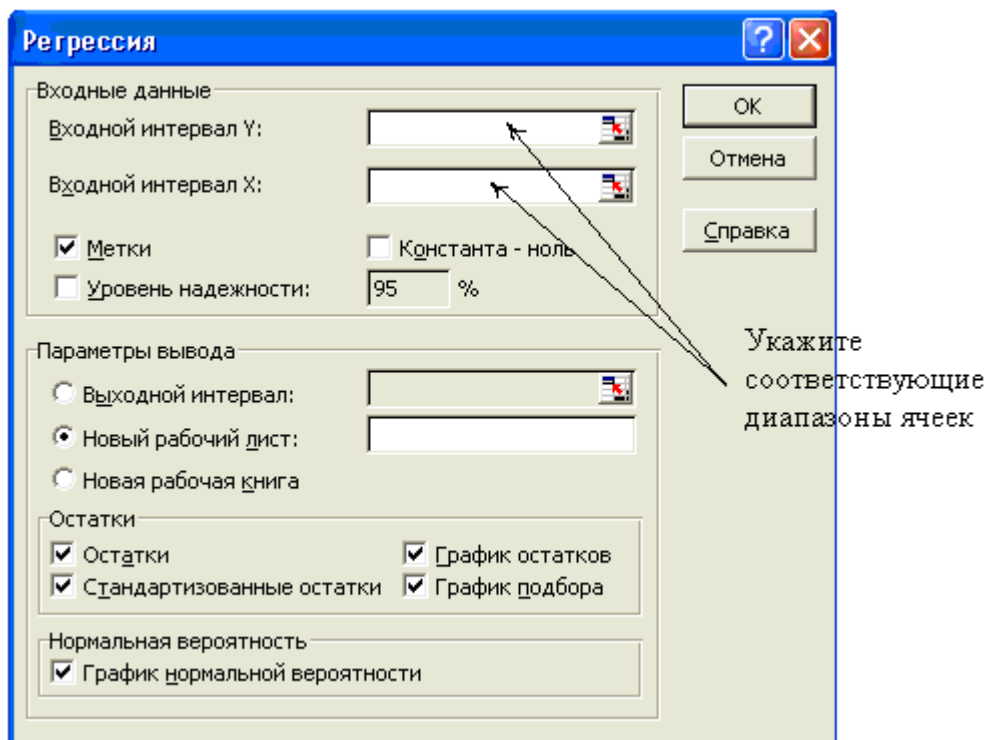 Регрессия
Входные данные
Входной интервал Y:
Входной интервал X:
Метки
Константа - ноль
Уровень надежности:
95 %
OK
Отмена
Справка
Укажите
соответствующие
диапазоны ячеек
Параметры вывода
Выходной интервал:
Новый рабочий лист:
Новая рабочая книга
Остатки
Остатки
График остатков
Стандартизованные остатки
График подбора
Нормальная вероятность
График нормальной вероятности